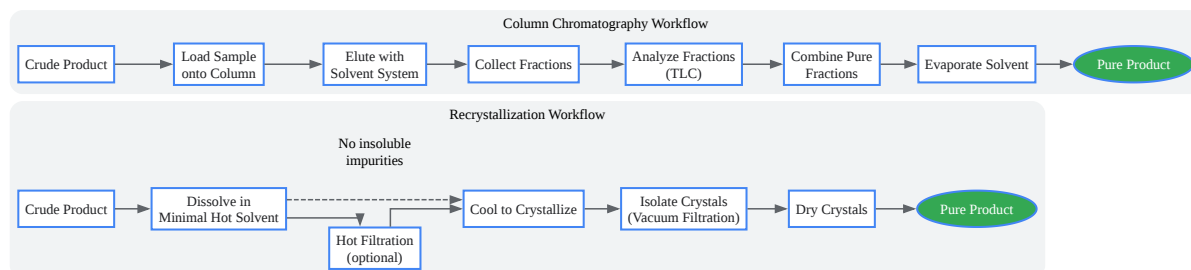 Column Chromatography Workflow
Crude Product
Load Sample
onto Column
Elute with
Solvent System
Collect Fractions
Analyze Fractions
(TLC)
Combine Pure
Fractions
Evaporate Solvent
Pure Product
Recrystallization Workflow
No insoluble
impurities
Crude Product
Dissolve in
Minimal Hot Solvent
Hot Filtration
(optional)
Cool to Crystallize
Isolate Crystals
(Vacuum Filtration)
Dry Crystals
Pure Product